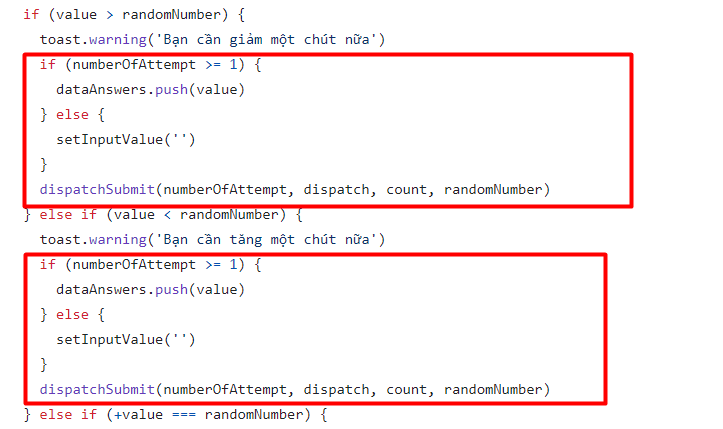 if (value > randomNumber) {
toast.warning('Bạn cần giảm một chút nữa')
if (numberOfAttempt >= 1) {
dataAnswers.push(value)
} else {
setInputValue('')
}
dispatchSubmit(numberOfAttempt, dispatch, count, randomNumber)
} else if (value < randomNumber) {
toast.warning('Bạn cần tăng một chút nữa')
if (numberOfAttempt >= 1) {
dataAnswers.push(value)
} else {
setInputValue('')
}
dispatchSubmit(numberOfAttempt, dispatch, count, randomNumber)
} else if (+value === randomNumber) {